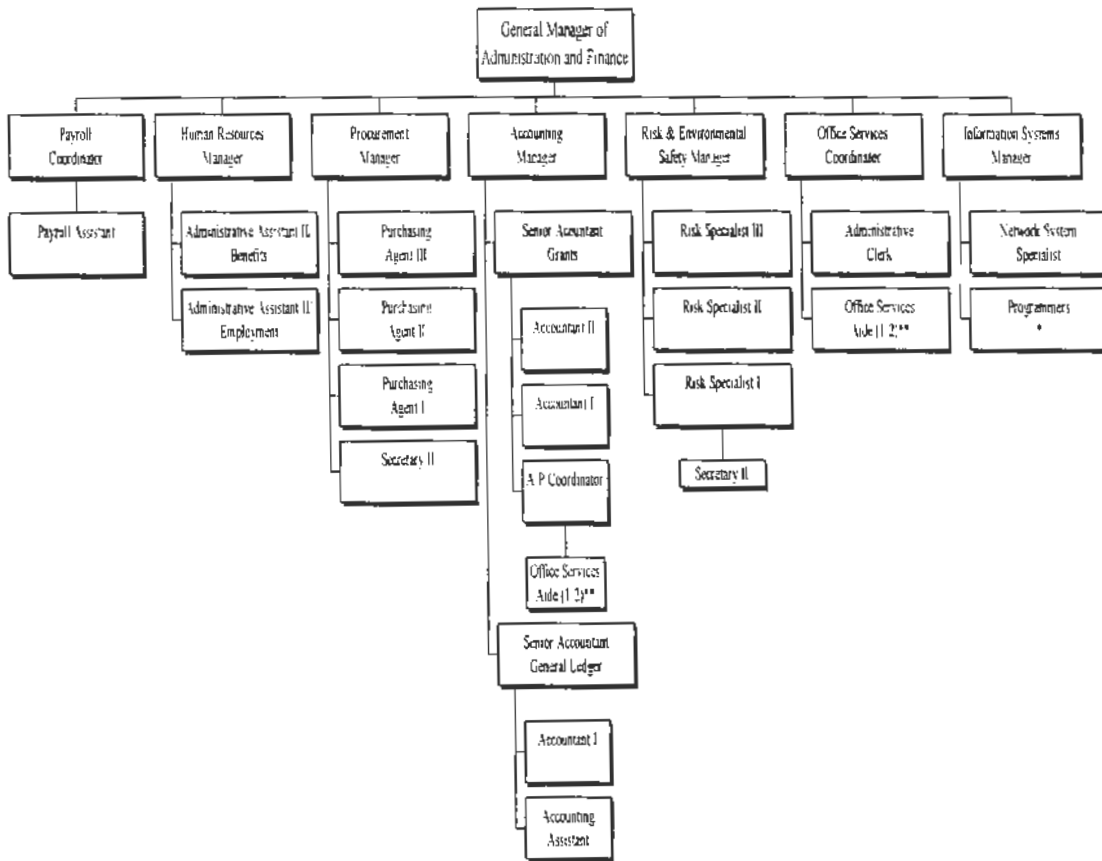 General Manager of
Administration and Finance
Payroll
Coordinator
Payroll Assistant
Human Resources
Manager
Administrative Assistant II
Benefits
Administrative Assistant II
Employment
Procurement
Manager
Purchasing
Agent III
Purchasing
Agent II
Purchasing
Agent I
Secretary II
Accounting
Manager
Senior Accountant
Grants
Accountant II
Accountant I
A/P Coordinator
Office Services
Aide (1/2)**
Senior Accountant
General Ledger
Accountant I
Accounting
Assistant
Risk & Environmental
Safety Manager
Risk Specialist III
Risk Specialist II
Risk Specialist I
Secretary II
Office Services
Coordinator
Administrative
Clerk
Office Services
Aide (1/2)**
Information Systems
Manager
Network System
Specialist
Programmers
*